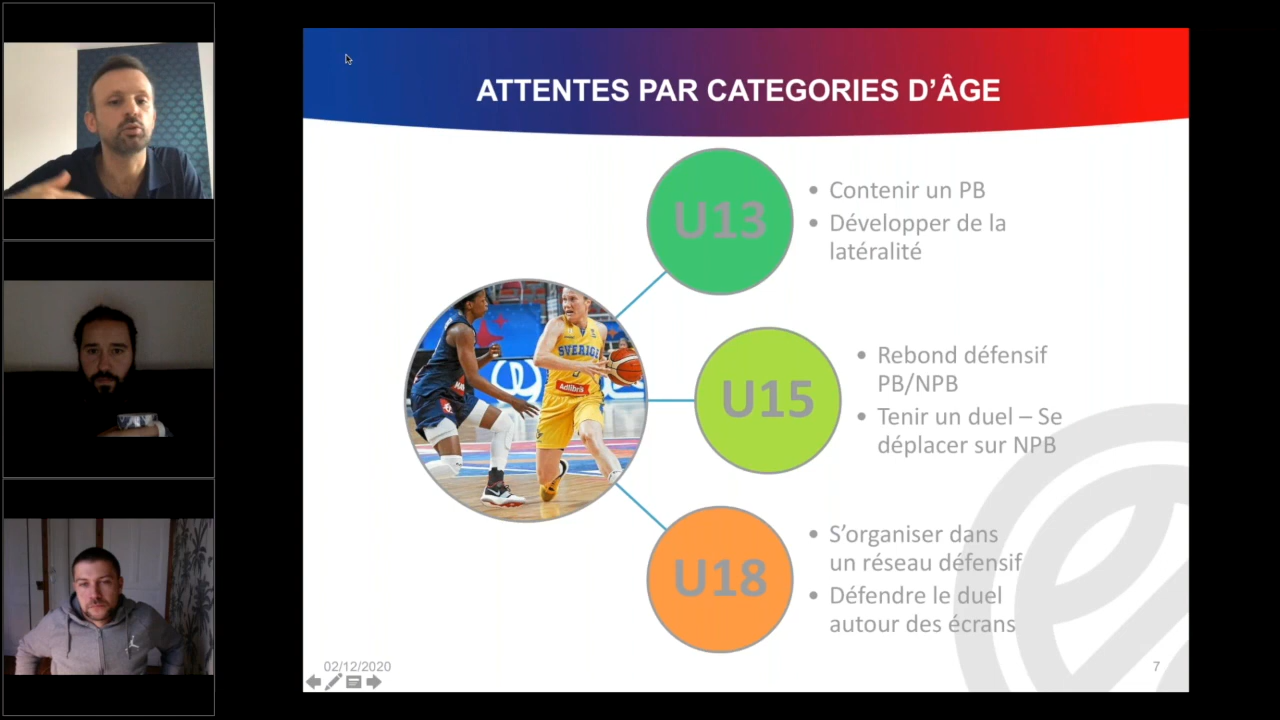 ATTENTES PAR CATEGORIES D’ÂGE
U13
• Contenir un PB
• Développer de la
latéralité
SVERIGE
Adlibris
U15
• Rebond défensif
PB/NPB
• Tenir un duel – Se
déplacer sur NPB
U18
• S’organiser dans
un réseau défensif
• Défendre le duel
autour des écrans
02/12/2020
7